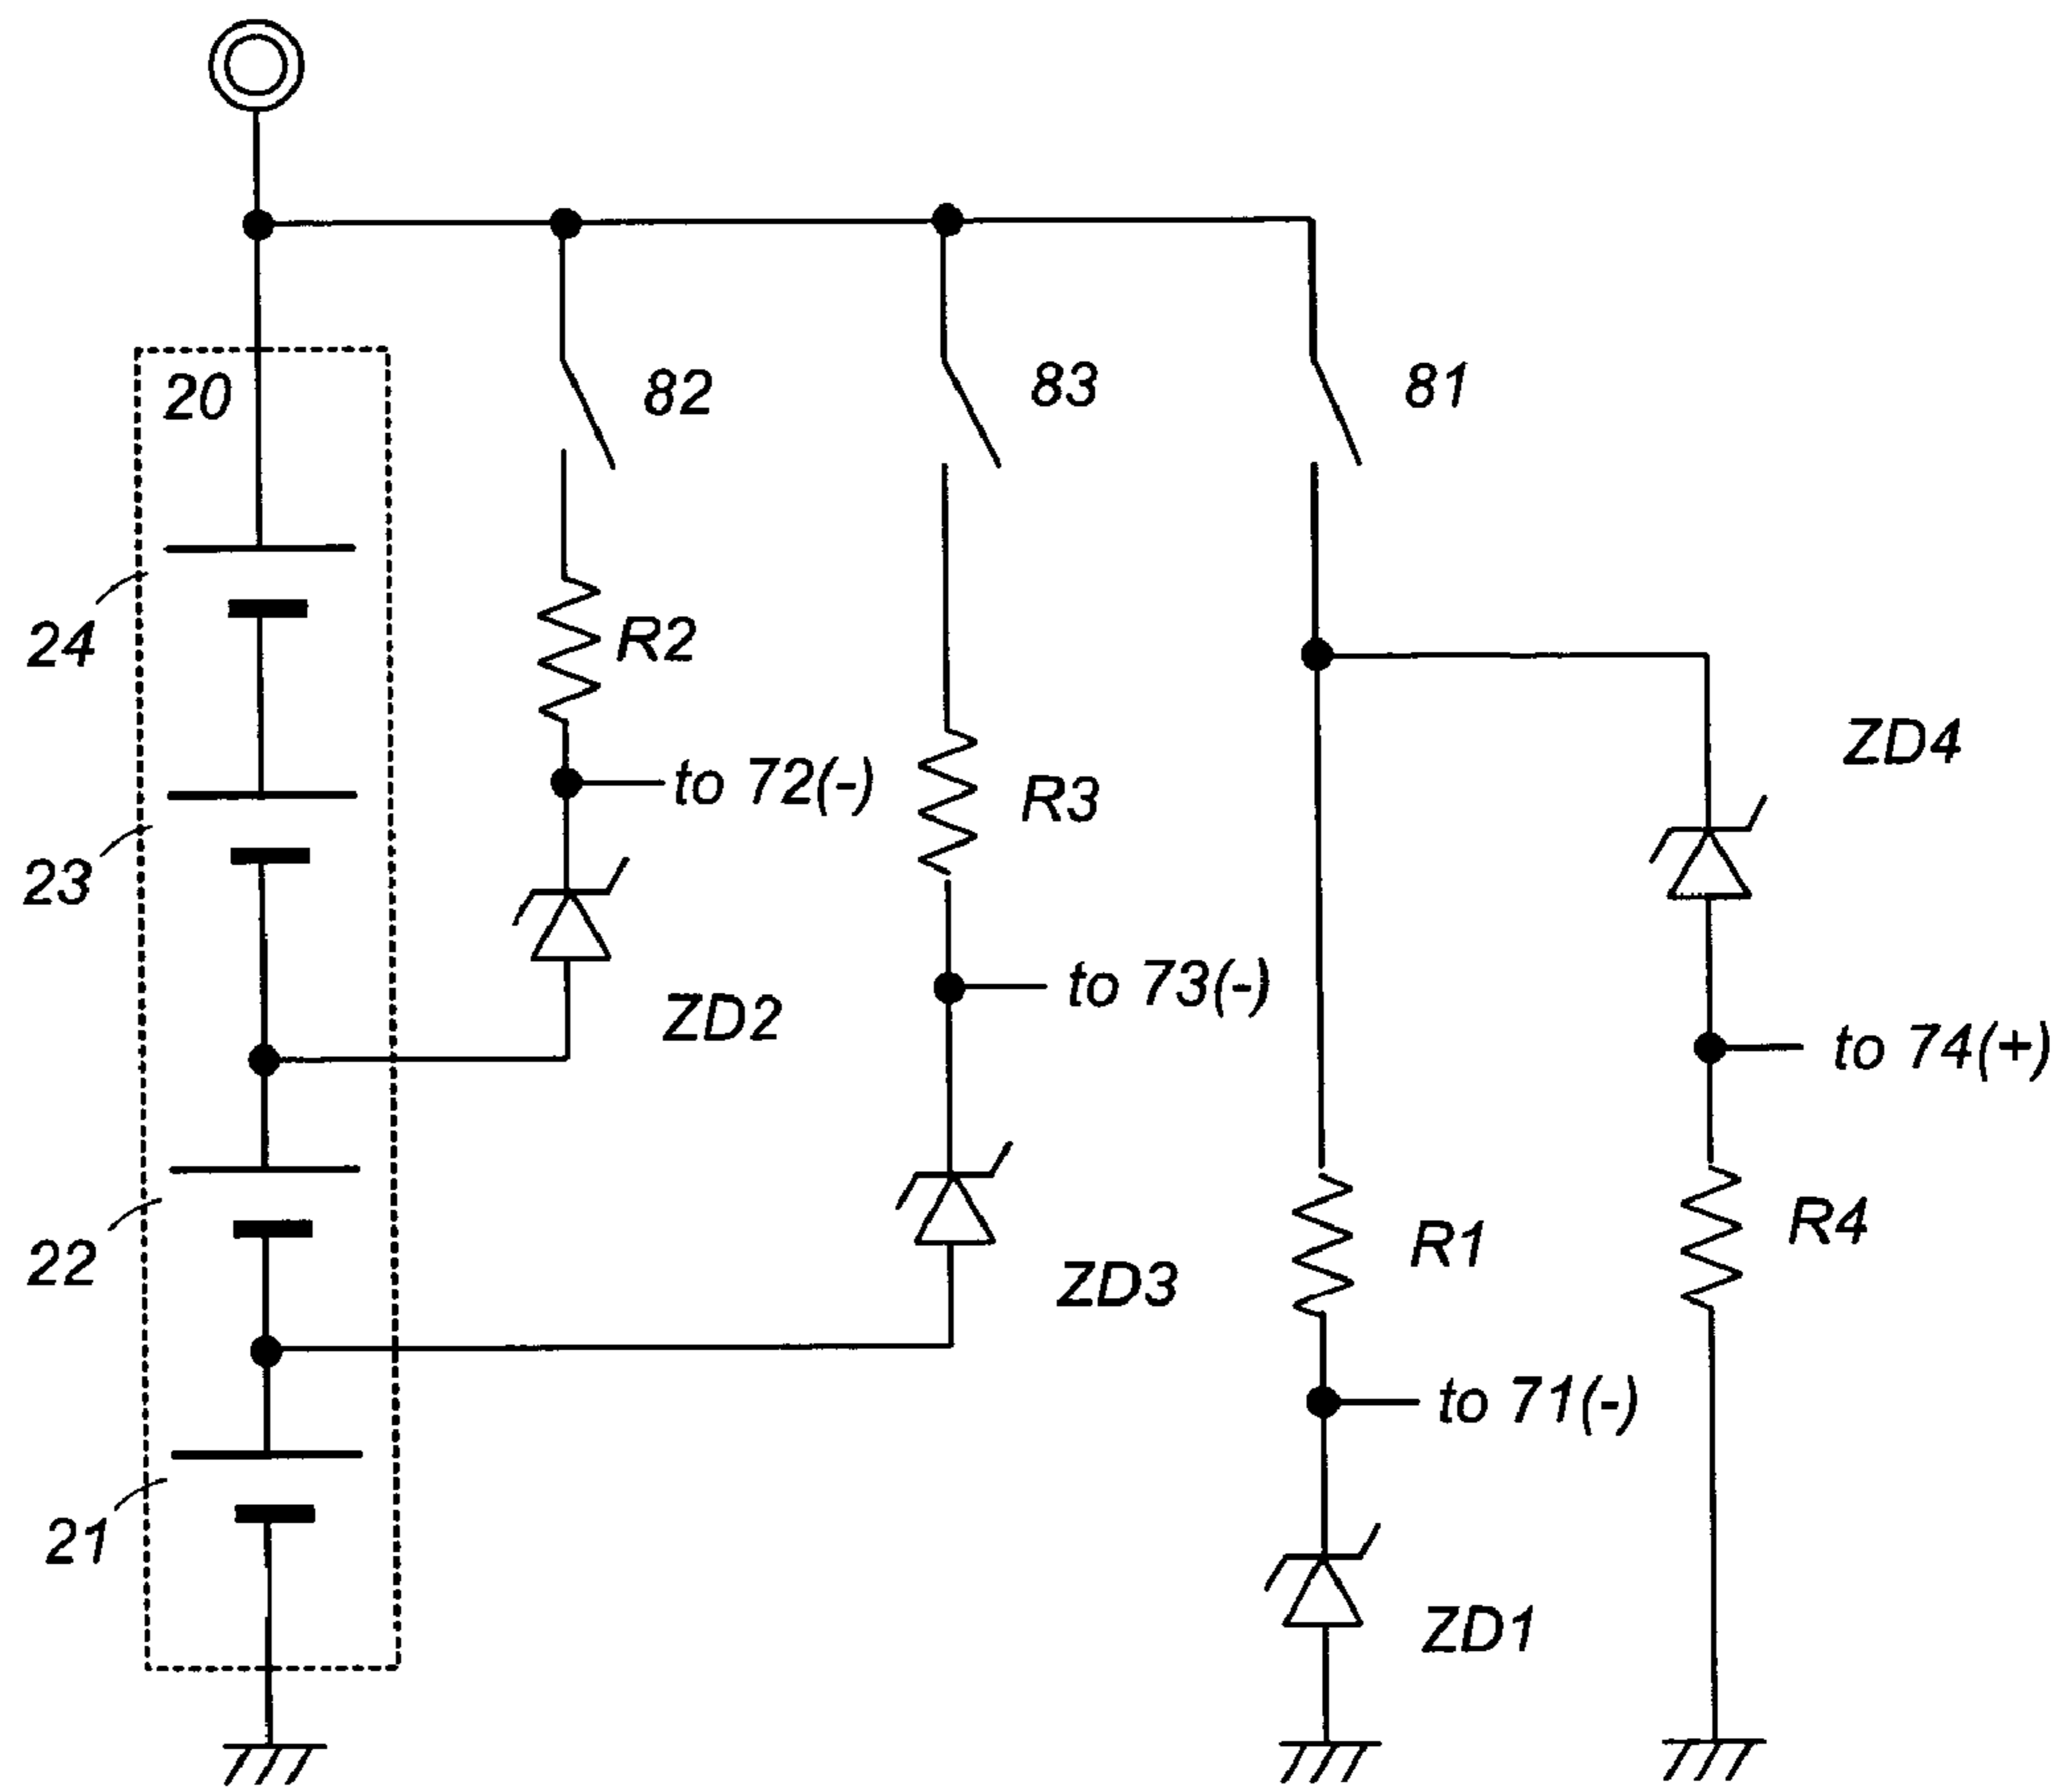 20
82
83
81
24
R2
ZD4
to 72(-)
R3
23
to 73(-)
ZD2
to 74(+)
22
ZD3
R1
R4
to 71(-)
21
ZD1